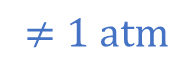 ≠ 1 atm